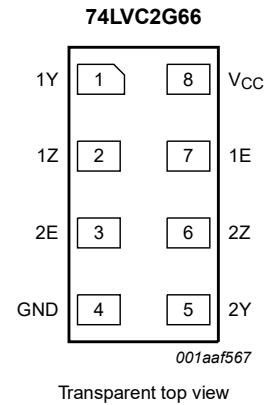 74LVC2G66
1Y 1 8 VCC
1Z 2 7 1E
2E 3 6 2Z
GND 4 5 2Y
001aaf567
Transparent top view